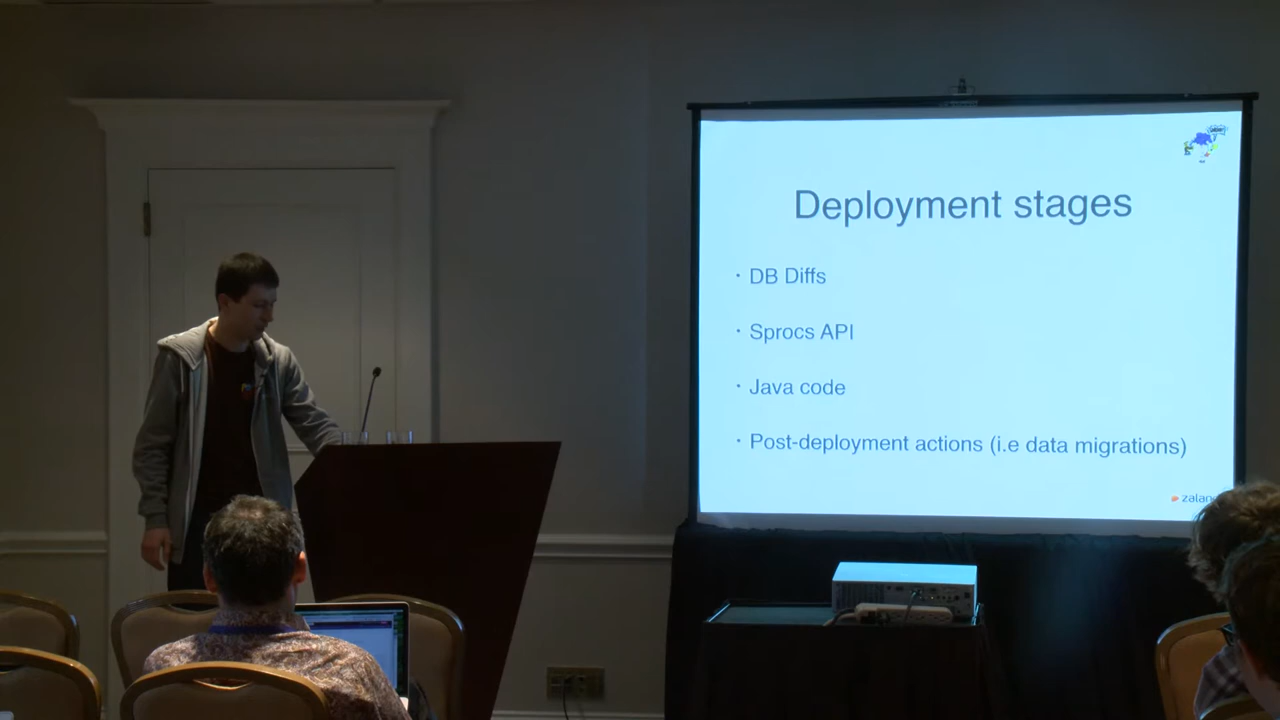 Deployment stages
· DB Diffs
· Sprocs API
· Java code
· Post-deployment actions (i.e data migrations)